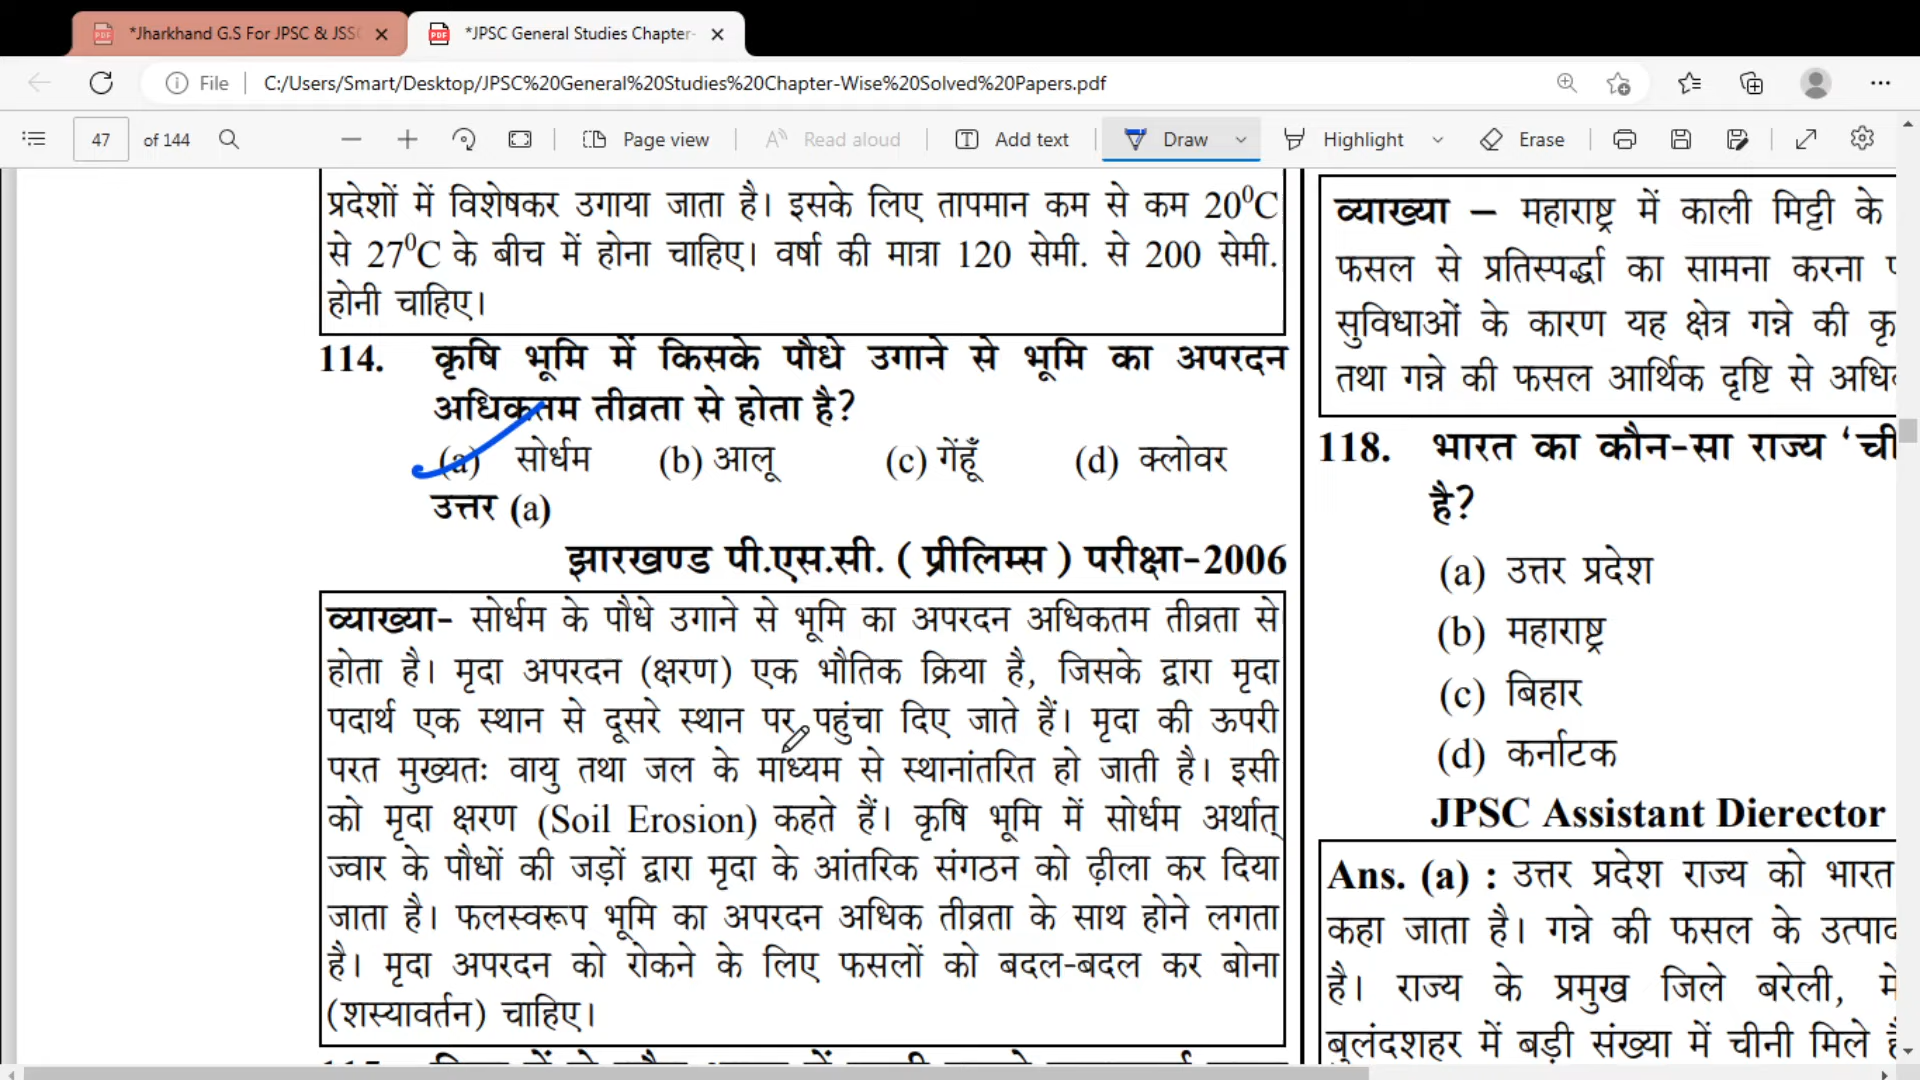 *Jharkhand G.S For JPSC & JSSC
*JPSC General Studies Chapter-
File
C:/Users/Smart/Desktop/JPSC%20General%20Studies%20Chapter-Wise%20Solved%20Papers.pdf
47 of 144
Page view
Read aloud
Add text
Draw
Highlight
Erase
प्रदेशों में विशेषकर उगाया जाता है। इसके लिए तापमान कम से कम 20⁰C
से 27⁰C के बीच में होना चाहिए। वर्षा की मात्रा 120 सेमी. से 200 सेमी.
होनी चाहिए।
114. कृषि भूमि में किसके पौधे उगाने से भूमि का अपरदन
अधिकतम तीव्रता से होता है?
(a) सोर्धम (b) आलू (c) गेंहूँ (d) क्लोवर
उत्तर (a)
झारखण्ड पी.एस.सी. ( प्रीलिम्स ) परीक्षा-2006
व्याख्या- सोर्धम के पौधे उगाने से भूमि का अपरदन अधिकतम तीव्रता से
होता है। मृदा अपरदन (क्षरण) एक भौतिक क्रिया है, जिसके द्वारा मृदा
पदार्थ एक स्थान से दूसरे स्थान पर पहुंचा दिए जाते हैं। मृदा की ऊपरी
परत मुख्यतः वायु तथा जल के माध्यम से स्थानांतरित हो जाती है। इसी
को मृदा क्षरण (Soil Erosion) कहते हैं। कृषि भूमि में सोर्धम अर्थात्
ज्वार के पौधों की जड़ों द्वारा मृदा के आंतरिक संगठन को ढ़ीला कर दिया
जाता है। फलस्वरूप भूमि का अपरदन अधिक तीव्रता के साथ होने लगता
है। मृदा अपरदन को रोकने के लिए फसलों को बदल-बदल कर बोना
(शस्यावर्तन) चाहिए।
व्याख्या – महाराष्ट्र में काली मिट्टी के
फसल से प्रतिस्पर्द्धा का सामना करना
सुविधाओं के कारण यह क्षेत्र गन्ने की कृ
तथा गन्ने की फसल आर्थिक दृष्टि से
118. भारत का कौन-सा राज्य ‘ची
है?
(a) उत्तर प्रदेश
(b) महाराष्ट्र
(c) बिहार
(d) कर्नाटक
JPSC Assistant Dierector
Ans. (a) : उत्तर प्रदेश राज्य को भारत
कहा जाता है। गन्ने की फसल के
है। राज्य के प्रमुख जिले बरेली,
बुलंदशहर में बड़ी संख्या में चीनी मिले